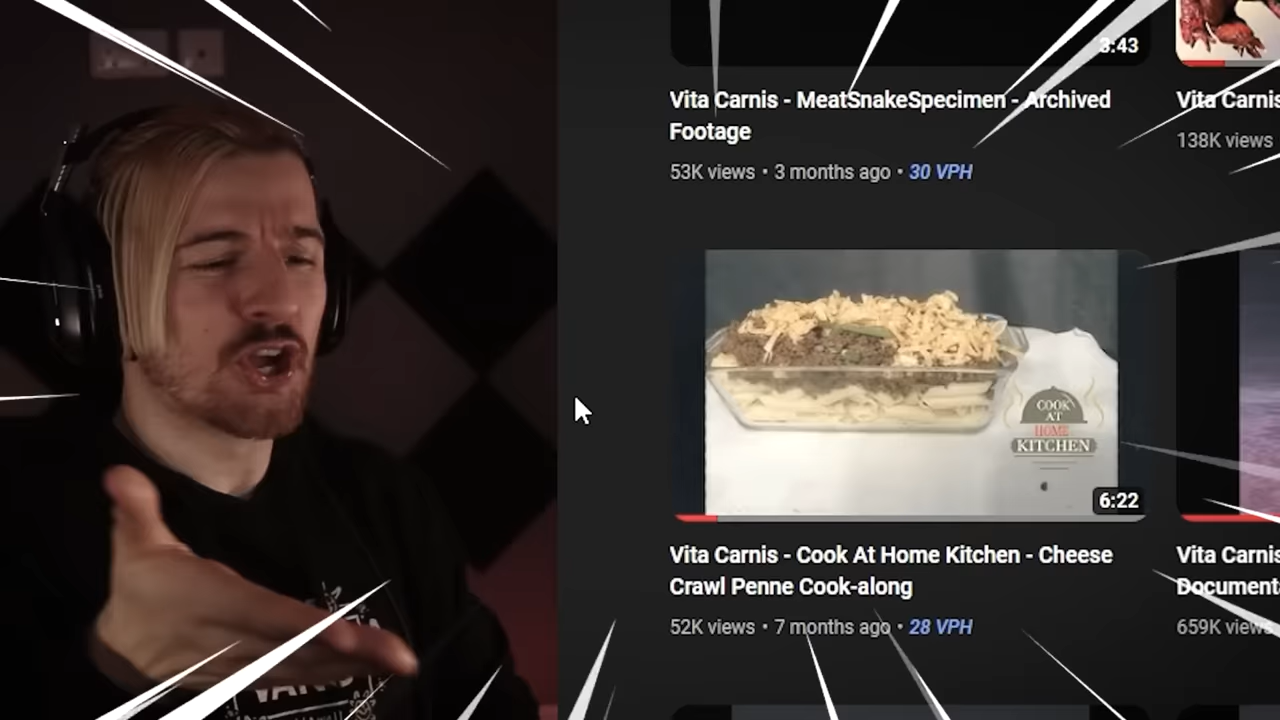 3:43
Vita Carnis - MeatSnakeSpecimen - Archived
Footage
53K views • 3 months ago • 30 VPH
Vita Carnis
138K views
COOK
AT
HOME
KITCHEN
6:22
Vita Carnis - Cook At Home Kitchen - Cheese
Crawl Penne Cook-along
52K views • 7 months ago • 28 VPH
Vita Carnis
659K views